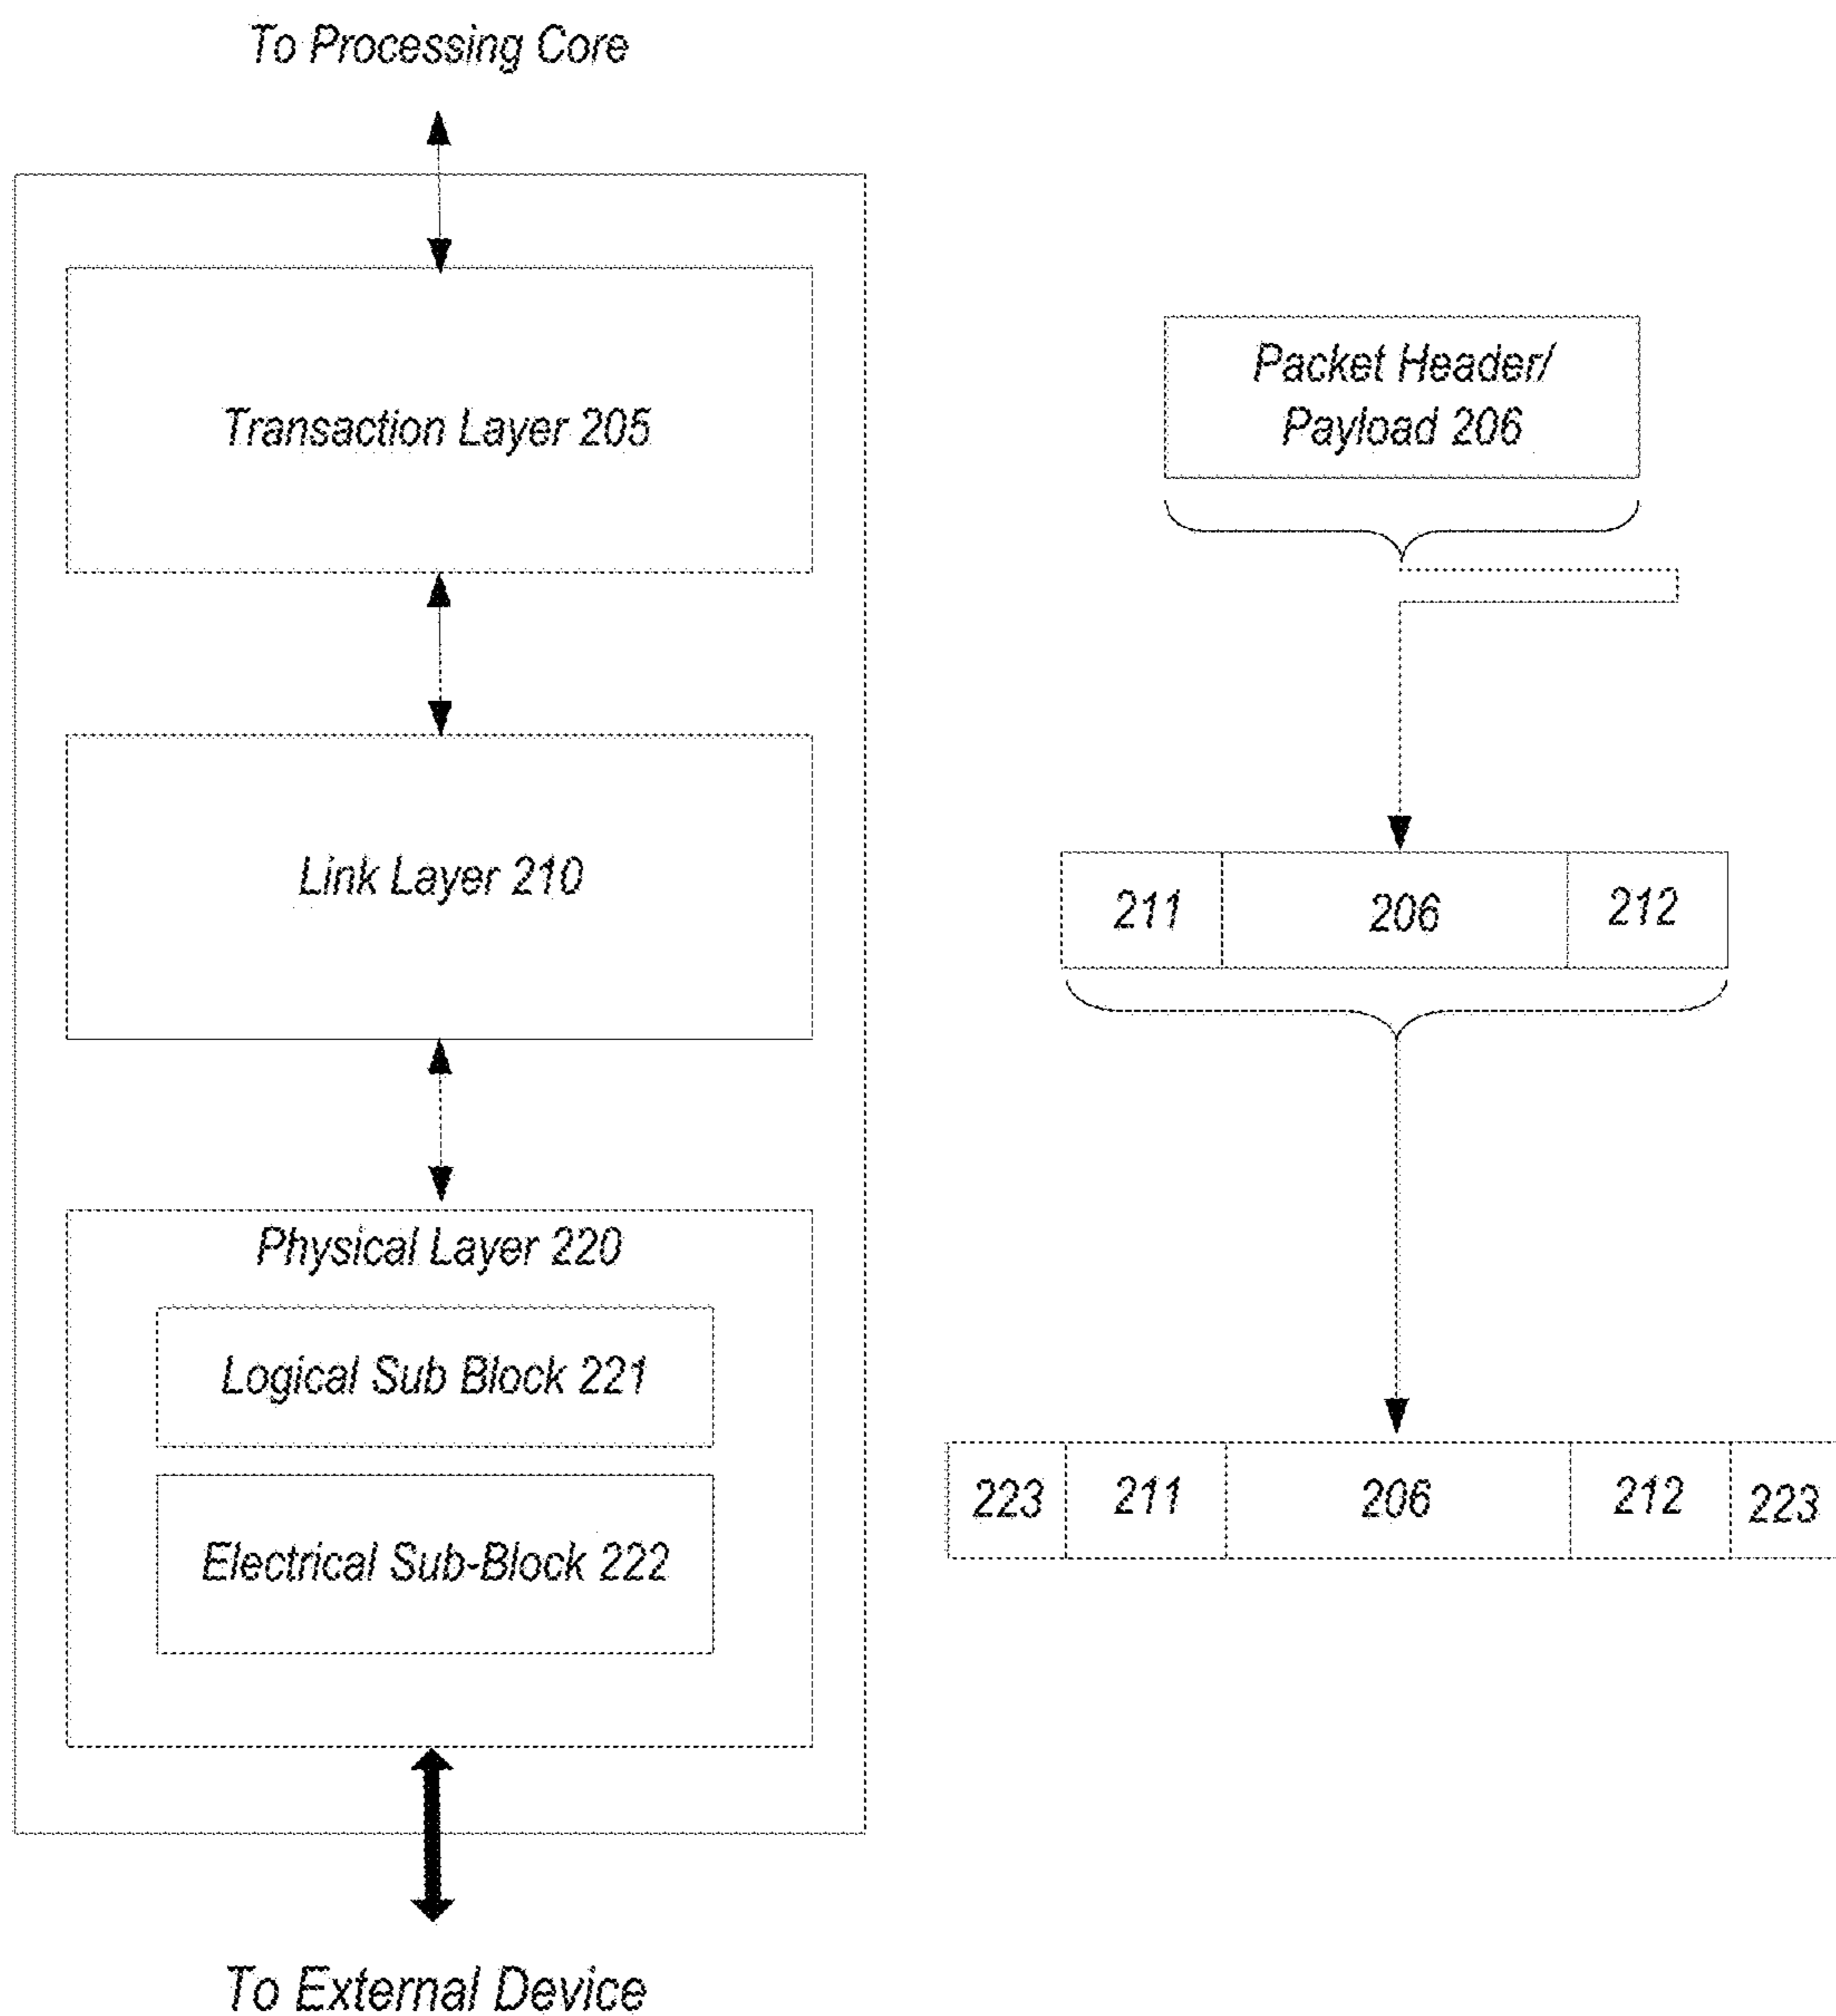 To Processing Core
Transaction Layer 205
Packet Header/
Payload 206
Link Layer 210
211 206 212
Physical Layer 220
Logical Sub Block 221
Electrical Sub-Block 222
223 211 206 212 223
To External Device